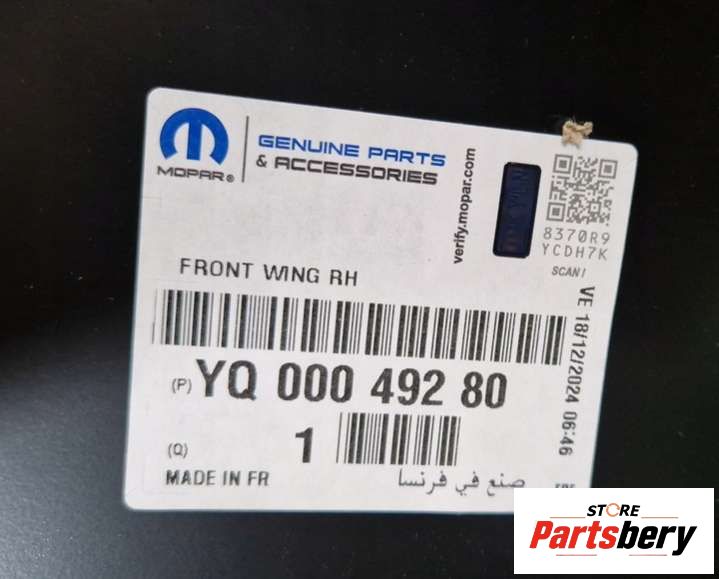 MOPAR®
GENUINE PARTS
& ACCESSORIES
verify.mopar.com
8370R9
YCDH7K
SCAN!
FRONT WING RH
VE 18/12/2024 06:46
(P) YQ 000 492 80
(Q) 1
MADE IN FR
صنع في فرنسا
STORE
Partsbery